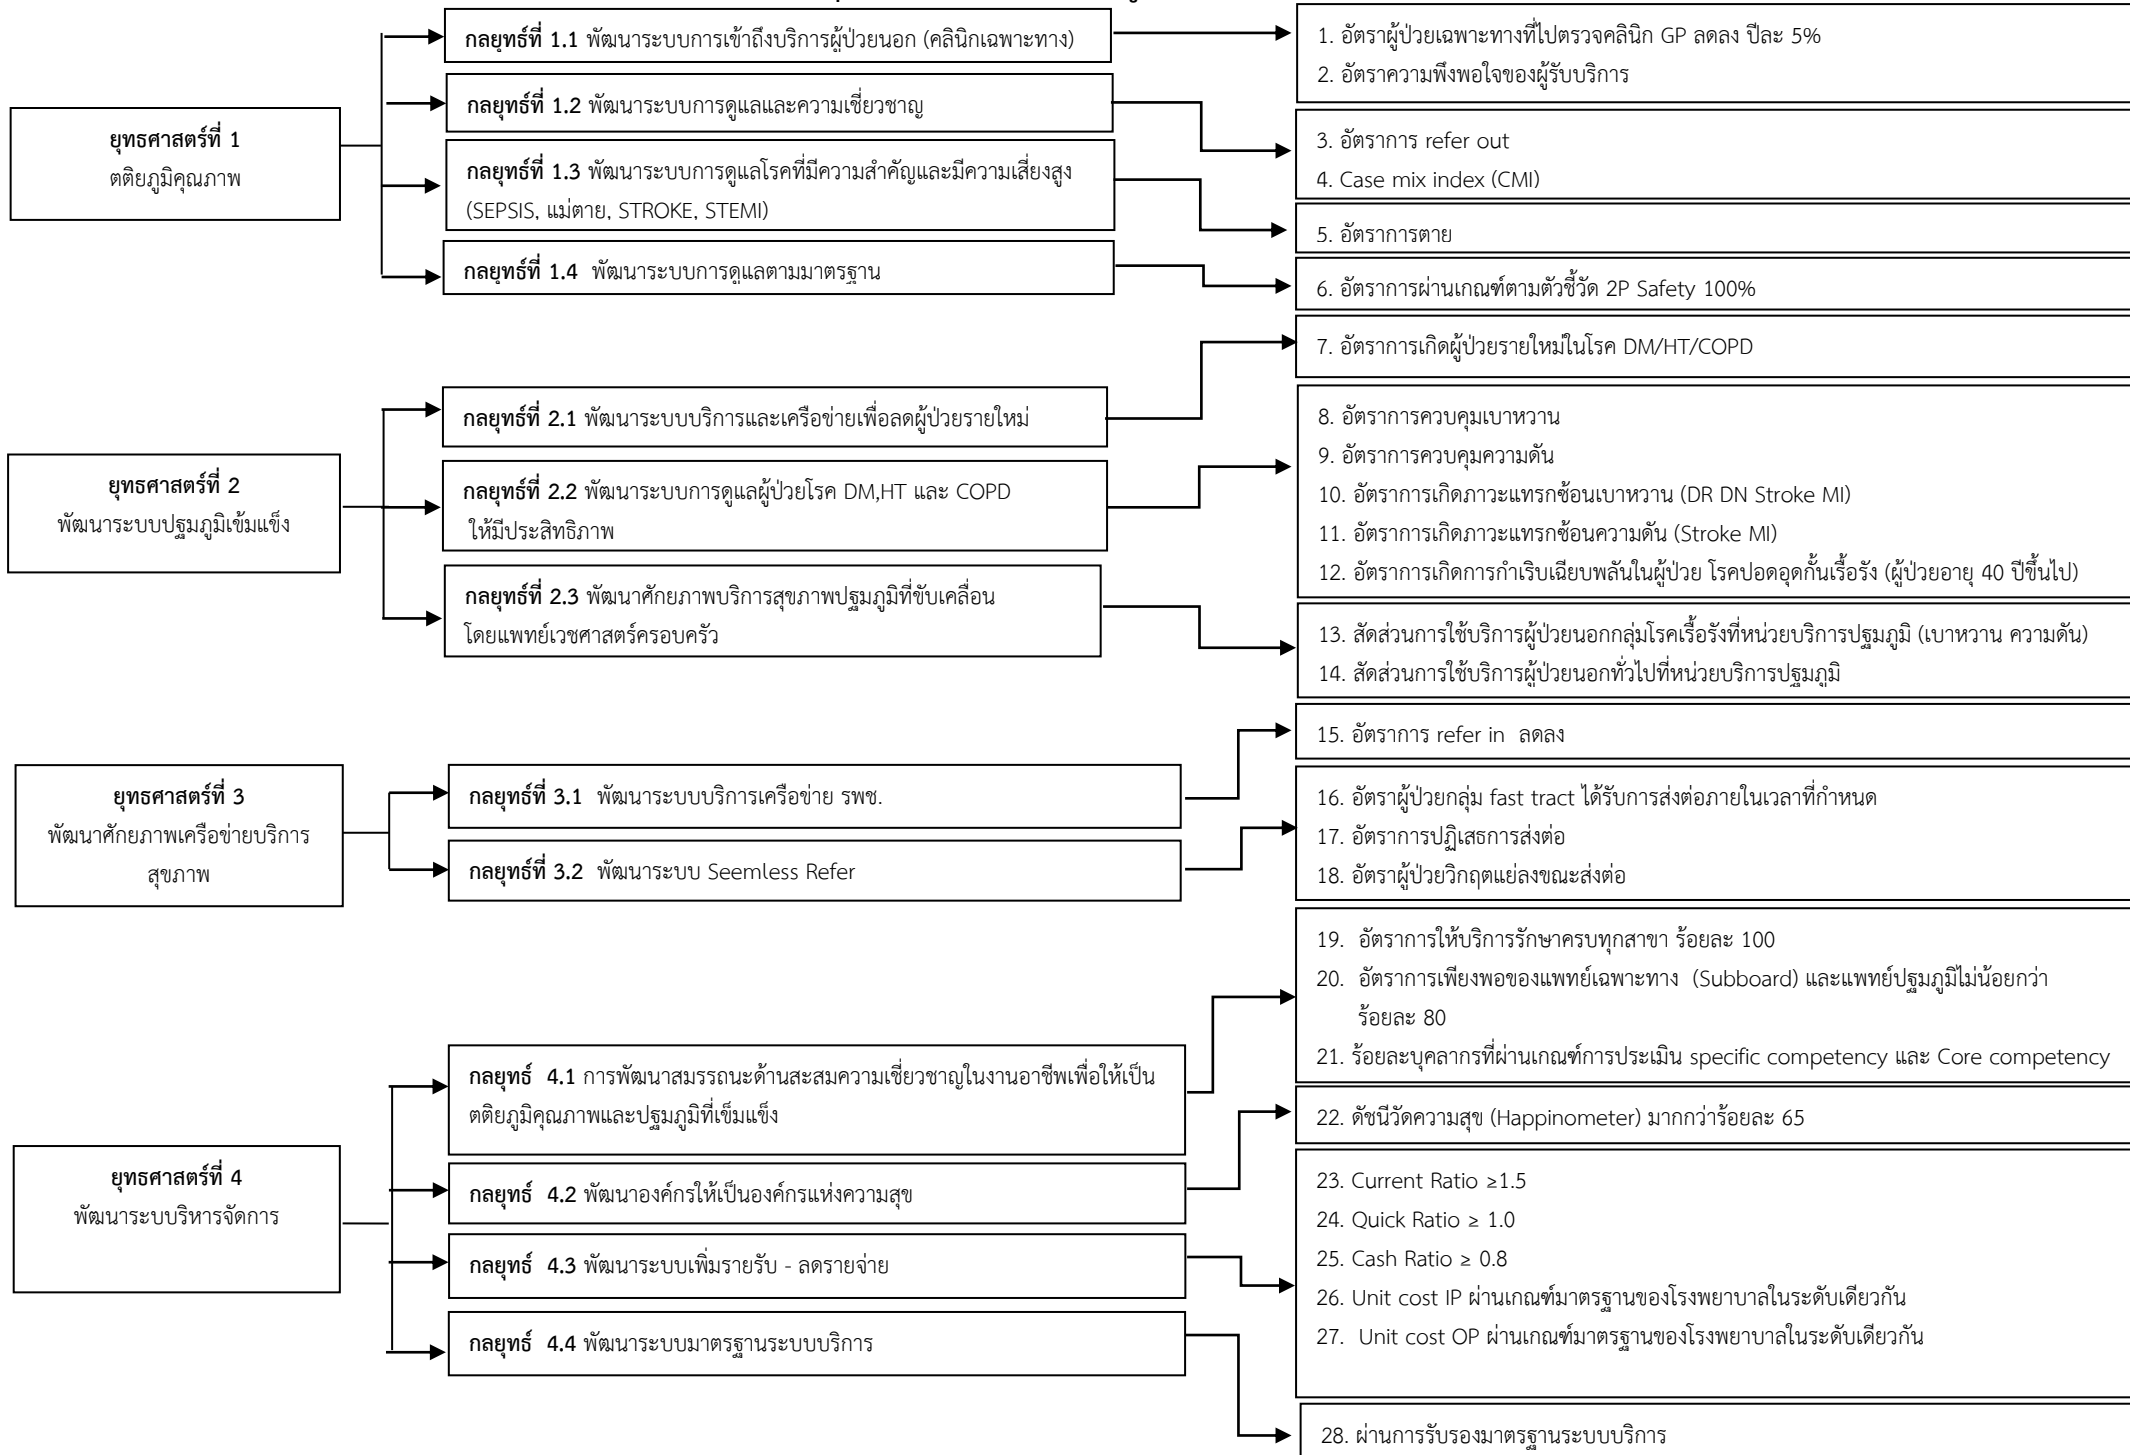 กลยุทธ์ที่ 1.1 พัฒนาระบบการเข้าถึงบริการผู้ป่วยนอก (คลินิกเฉพาะทาง)
1. อัตราผู้ป่วยเฉพาะทางที่ไปตรวจคลินิก GP ลดลง ปีละ 5%
2. อัตราความพึงพอใจของผู้รับบริการ
ยุทธศาสตร์ที่ 1
ตติยภูมิคุณภาพ
กลยุทธ์ที่ 1.2 พัฒนาระบบการดูแลและความเชี่ยวชาญ
3. อัตราการ refer out
4. Case mix index (CMI)
กลยุทธ์ที่ 1.3 พัฒนาระบบการดูแลโรคที่มีความสำคัญและมีความเสี่ยงสูง
(SEPSIS, แม่ตาย, STROKE, STEMI)
5. อัตราการตาย
กลยุทธ์ที่ 1.4 พัฒนาระบบการดูแลตามมาตรฐาน
6. อัตราการผ่านเกณฑ์ตามตัวชี้วัด 2P Safety 100%
ยุทธศาสตร์ที่ 2
พัฒนาระบบปฐมภูมิเข้มแข็ง
กลยุทธ์ที่ 2.1 พัฒนาระบบบริการและเครือข่ายเพื่อลดผู้ป่วยรายใหม่
7. อัตราการเกิดผู้ป่วยรายใหม่ในโรค DM/HT/COPD
กลยุทธ์ที่ 2.2 พัฒนาระบบการดูแลผู้ป่วยโรค DM,HT และ COPD
ให้มีประสิทธิภาพ
8. อัตราการควบคุมเบาหวาน
9. อัตราการควบคุมความดัน
10. อัตราการเกิดภาวะแทรกซ้อนเบาหวาน (DR DN Stroke MI)
11. อัตราการเกิดภาวะแทรกซ้อนความดัน (Stroke MI)
12. อัตราการเกิดการกำเริบเฉียบพลันในผู้ป่วย โรคปอดอุดกั้นเรื้อรัง (ผู้ป่วยอายุ 40 ปีขึ้นไป)
กลยุทธ์ที่ 2.3 พัฒนาศักยภาพบริการสุขภาพปฐมภูมิที่ขับเคลื่อน
โดยแพทย์เวชศาสตร์ครอบครัว
13. สัดส่วนการใช้บริการผู้ป่วยนอกกลุ่มโรคเรื้อรังที่หน่วยบริการปฐมภูมิ (เบาหวาน ความดัน)
14. สัดส่วนการใช้บริการผู้ป่วยนอกทั่วไปที่หน่วยบริการปฐมภูมิ
ยุทธศาสตร์ที่ 3
พัฒนาศักยภาพเครือข่ายบริการ
สุขภาพ
กลยุทธ์ที่ 3.1 พัฒนาระบบบริการเครือข่าย รพช.
15. อัตราการ refer in ลดลง
กลยุทธ์ที่ 3.2 พัฒนาระบบ Seemless Refer
16. อัตราผู้ป่วยกลุ่ม fast tract ได้รับการส่งต่อภายในเวลาที่กำหนด
17. อัตราการปฏิเสธการส่งต่อ
18. อัตราผู้ป่วยวิกฤตแย่ลงขณะส่งต่อ
ยุทธศาสตร์ที่ 4
พัฒนาระบบบริหารจัดการ
กลยุทธ์ 4.1 การพัฒนาสมรรถนะด้านสะสมความเชี่ยวชาญในงานอาชีพเพื่อให้เป็น
ตติยภูมิคุณภาพและปฐมภูมิที่เข็มแข็ง
19. อัตราการให้บริการรักษาครบทุกสาขา ร้อยละ 100
20. อัตราการเพียงพอของแพทย์เฉพาะทาง (Subboard) และแพทย์ปฐมภูมิไม่น้อยกว่า
ร้อยละ 80
21. ร้อยละบุคลากรที่ผ่านเกณฑ์การประเมิน specific competency และ Core competency
กลยุทธ์ 4.2 พัฒนาองค์กรให้เป็นองค์กรแห่งความสุข
22. ดัชนีวัดความสุข (Happinometer) มากกว่าร้อยละ 65
กลยุทธ์ 4.3 พัฒนาระบบเพิ่มรายรับ - ลดรายจ่าย
23. Current Ratio ≥1.5
24. Quick Ratio ≥ 1.0
25. Cash Ratio ≥ 0.8
26. Unit cost IP ผ่านเกณฑ์มาตรฐานของโรงพยาบาลในระดับเดียวกัน
27. Unit cost OP ผ่านเกณฑ์มาตรฐานของโรงพยาบาลในระดับเดียวกัน
กลยุทธ์ 4.4 พัฒนาระบบมาตรฐานระบบบริการ
28. ผ่านการรับรองมาตรฐานระบบบริการ